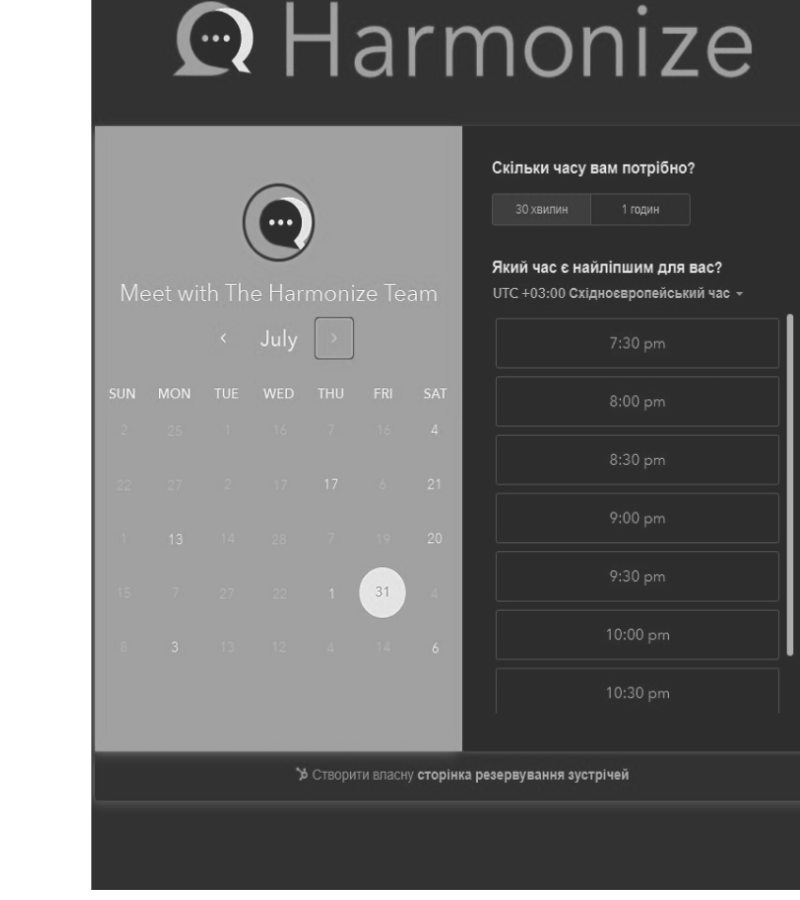 Harmonize
Meet with The Harmonize Team
July
SUN MON TUE WED THU FRI SAT
2 25 1 16 7 16 4
22 27 2 17 17 6 21
1 13 14 28 7 19 20
15 7 27 22 1 31 4
8 3 13 12 4 14 6
Скільки часу вам потрібно?
30 хвилин 1 годин
Який час є найліпшим для вас?
UTC +03:00 Східноєвропейський час
7:30 pm
8:00 pm
8:30 pm
9:00 pm
9:30 pm
10:00 pm
10:30 pm
Створити власну сторінка резервування зустрічей